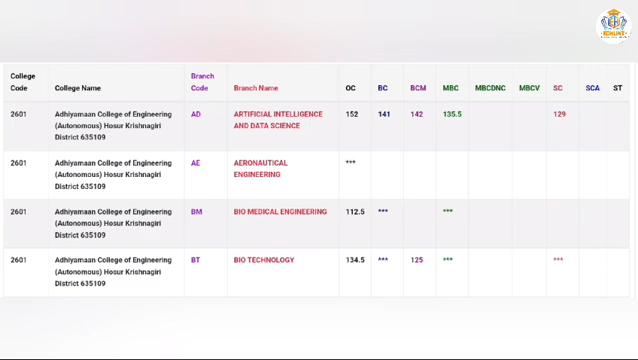 College Code College Name Branch Code Branch Name OC BC BCM MBC MBCDNC MBCV SC SCA ST
2601 Adhiyamaan College of Engineering (Autonomous) Hosur Krishnagiri District 635109 AD ARTIFICIAL INTELLIGENCE AND DATA SCIENCE 152 141 142 135.5 129
2601 Adhiyamaan College of Engineering (Autonomous) Hosur Krishnagiri District 635109 AE AERONAUTICAL ENGINEERING ***
2601 Adhiyamaan College of Engineering (Autonomous) Hosur Krishnagiri District 635109 BM BIO MEDICAL ENGINEERING 112.5 *** ***
2601 Adhiyamaan College of Engineering (Autonomous) Hosur Krishnagiri District 635109 BT BIO TECHNOLOGY 134.5 *** 125 *** ***